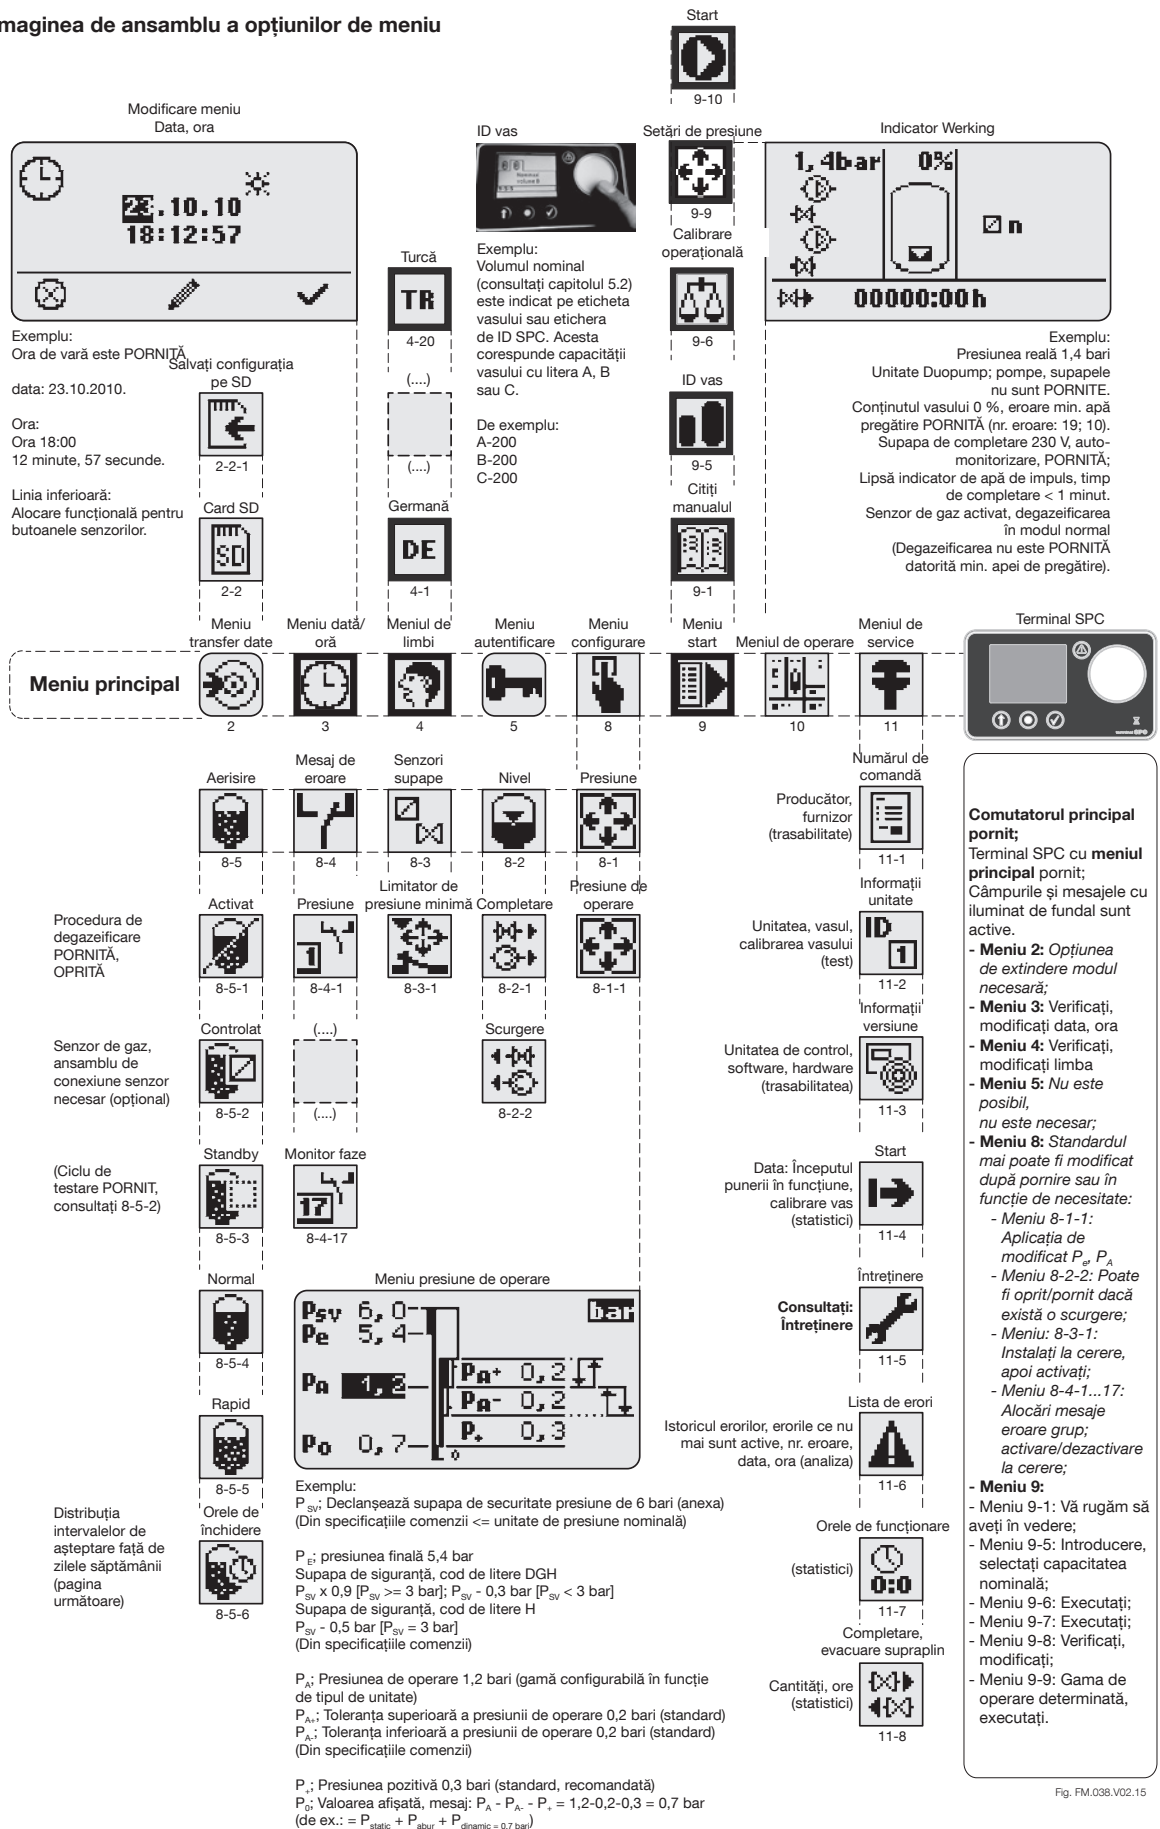 maginea de ansamblu a opțiunilor de meniu
Start
9-10
Modificare meniu
Data, ora
23.10.10
18:12:57
Exemplu:
Ora de vară este PORNITĂ
data: 23.10.2010.
Ora:
Ora 18:00
12 minute, 57 secunde.
Linia inferioară:
Alocare funcțională pentru
butoanele senzorilor.
Salvați configurația
pe SD
2-2-1
Card SD
SD
2-2
Turcă
TR
4-20
(....)
(....)
Germană
DE
4-1
ID vas
Exemplu:
Volumul nominal
(consultați capitolul 5.2)
este indicat pe eticheta
vasului sau etichera
de ID SPC. Acesta
corespunde capacității
vasului cu litera A, B
sau C.
De exemplu:
A-200
B-200
C-200
Setări de presiune
9-9
Calibrare
operațională
9-6
ID vas
9-5
Citiți
manualul
9-1
Indicator Werking
1,4bar 0%
n
00000:00h
Exemplu:
Presiunea reală 1,4 bari
Unitate Duopump; pompe, supapele
nu sunt PORNITE.
Conținutul vasului 0 %, eroare min. apă
pregătire PORNITĂ (nr. eroare: 19; 10).
Supapa de completare 230 V, auto-
monitorizare, PORNITĂ;
Lipsă indicator de apă de impuls, timp
de completare < 1 minut.
Senzor de gaz activat, degazeificarea
în modul normal
(Degazeificarea nu este PORNITĂ
datorită min. apei de pregătire).
Meniu principal
Meniu
transfer date
2
Meniu dată/
oră
3
Meniul de
limbi
4
Meniu
autentificare
5
Meniu
configurare
8
Meniu
start
9
Meniul de operare
10
Meniul de
service
11
Terminal SPC
Aerisire
8-5
Mesaj de
eroare
8-4
Senzori
supape
8-3
Nivel
8-2
Presiune
8-1
Procedura de
degazeificare
PORNITĂ,
OPRITĂ
Activat
8-5-1
Presiune
1
8-4-1
Limitator de
presiune minimă
8-3-1
Completare
8-2-1
Presiune de
operare
8-1-1
Senzor de gaz,
ansamblu de
conexiune senzor
necesar (opțional)
Controlat
8-5-2
(....)
(....)
Scurgere
8-2-2
(Ciclu de
testare PORNIT,
consultați 8-5-2)
Standby
8-5-3
Monitor faze
17
8-4-17
Normal
8-5-4
Rapid
8-5-5
Distribuția
intervalelor de
așteptare față de
zilele săptămânii
(pagina
următoare)
Orele de
închidere
8-5-6
Meniu presiune de operare
Psv 6,0
bar
Pe 5,4
PA 1,2
PA+ 0,2
PA- 0,2
P+ 0,3
P0 0,7
0
Exemplu:
P SV; Declanșează supapa de securitate presiune de 6 bari (anexa)
(Din specificațiile comenzii <= unitate de presiune nominală)
P E; presiunea finală 5,4 bar
Supapa de siguranță, cod de litere DGH
PSV x 0,9 [PSV >= 3 bar]; PSV - 0,3 bar [PSV < 3 bar]
Supapa de siguranță, cod de litere H
PSV - 0,5 bar [PSV = 3 bar]
(Din specificațiile comenzii)
PA; Presiunea de operare 1,2 bari (gamă configurabilă în funcție
de tipul de unitate)
PA+; Toleranța superioară a presiunii de operare 0,2 bari (standard)
PA-; Toleranța inferioară a presiunii de operare 0,2 bari (standard)
(Din specificațiile comenzii)
P+; Presiunea pozitivă 0,3 bari (standard, recomandată)
P0; Valoarea afișată, mesaj: PA - PA- - P+ = 1,2-0,2-0,3 = 0,7 bar
(de ex.: = Pstatic + Pabur + Pdinamic = 0,7 bari)
Numărul de
comandă
Producător,
furnizor
(trasabilitate)
11-1
Informații
unitate
Unitatea, vasul,
calibrarea vasului
(test)
ID
1
11-2
Informații
versiune
Unitatea de control,
software, hardware
(trasabilitatea)
11-3
Start
Data: Începutul
punerii în funcțiune,
calibrare vas
(statistici)
11-4
Întreținere
Consultați:
Întreținere
11-5
Lista de erori
Istoricul erorilor, erorile ce nu
mai sunt active, nr. eroare,
data, ora (analiza)
11-6
Orele de funcționare
(statistici)
0:0
11-7
Completare,
evacuare supraplin
Cantități, ore
(statistici)
11-8
Comutatorul principal
pornit;
Terminal SPC cu meniul
principal pornit;
Câmpurile și mesajele cu
iluminat de fundal sunt
active.
- Meniu 2: Opțiunea
de extindere modul
necesară;
- Meniu 3: Verificați,
modificați data, ora
- Meniu 4: Verificați,
modificați limba
- Meniu 5: Nu este
posibil,
nu este necesar;
- Meniu 8: Standardul
mai poate fi modificat
după pornire sau în
funcție de necesitate:
- Meniu 8-1-1:
Aplicația de
modificat Pe, PA
- Meniu 8-2-2: Poate
fi oprit/pornit dacă
există o scurgere;
- Meniu: 8-3-1:
Instalați la cerere,
apoi activați;
- Meniu 8-4-1...17:
Alocări mesaje
eroare grup;
activare/dezactivare
la cerere;
- Meniu 9:
- Meniu 9-1: Vă rugăm să
aveți în vedere;
- Meniu 9-5: Introducere,
selectați capacitatea
nominală;
- Meniu 9-6: Executați;
- Meniu 9-7: Executați;
- Meniu 9-8: Verificați,
modificați;
- Meniu 9-9: Gama de
operare determinată,
executați.
Fig. FM.038.V02.15